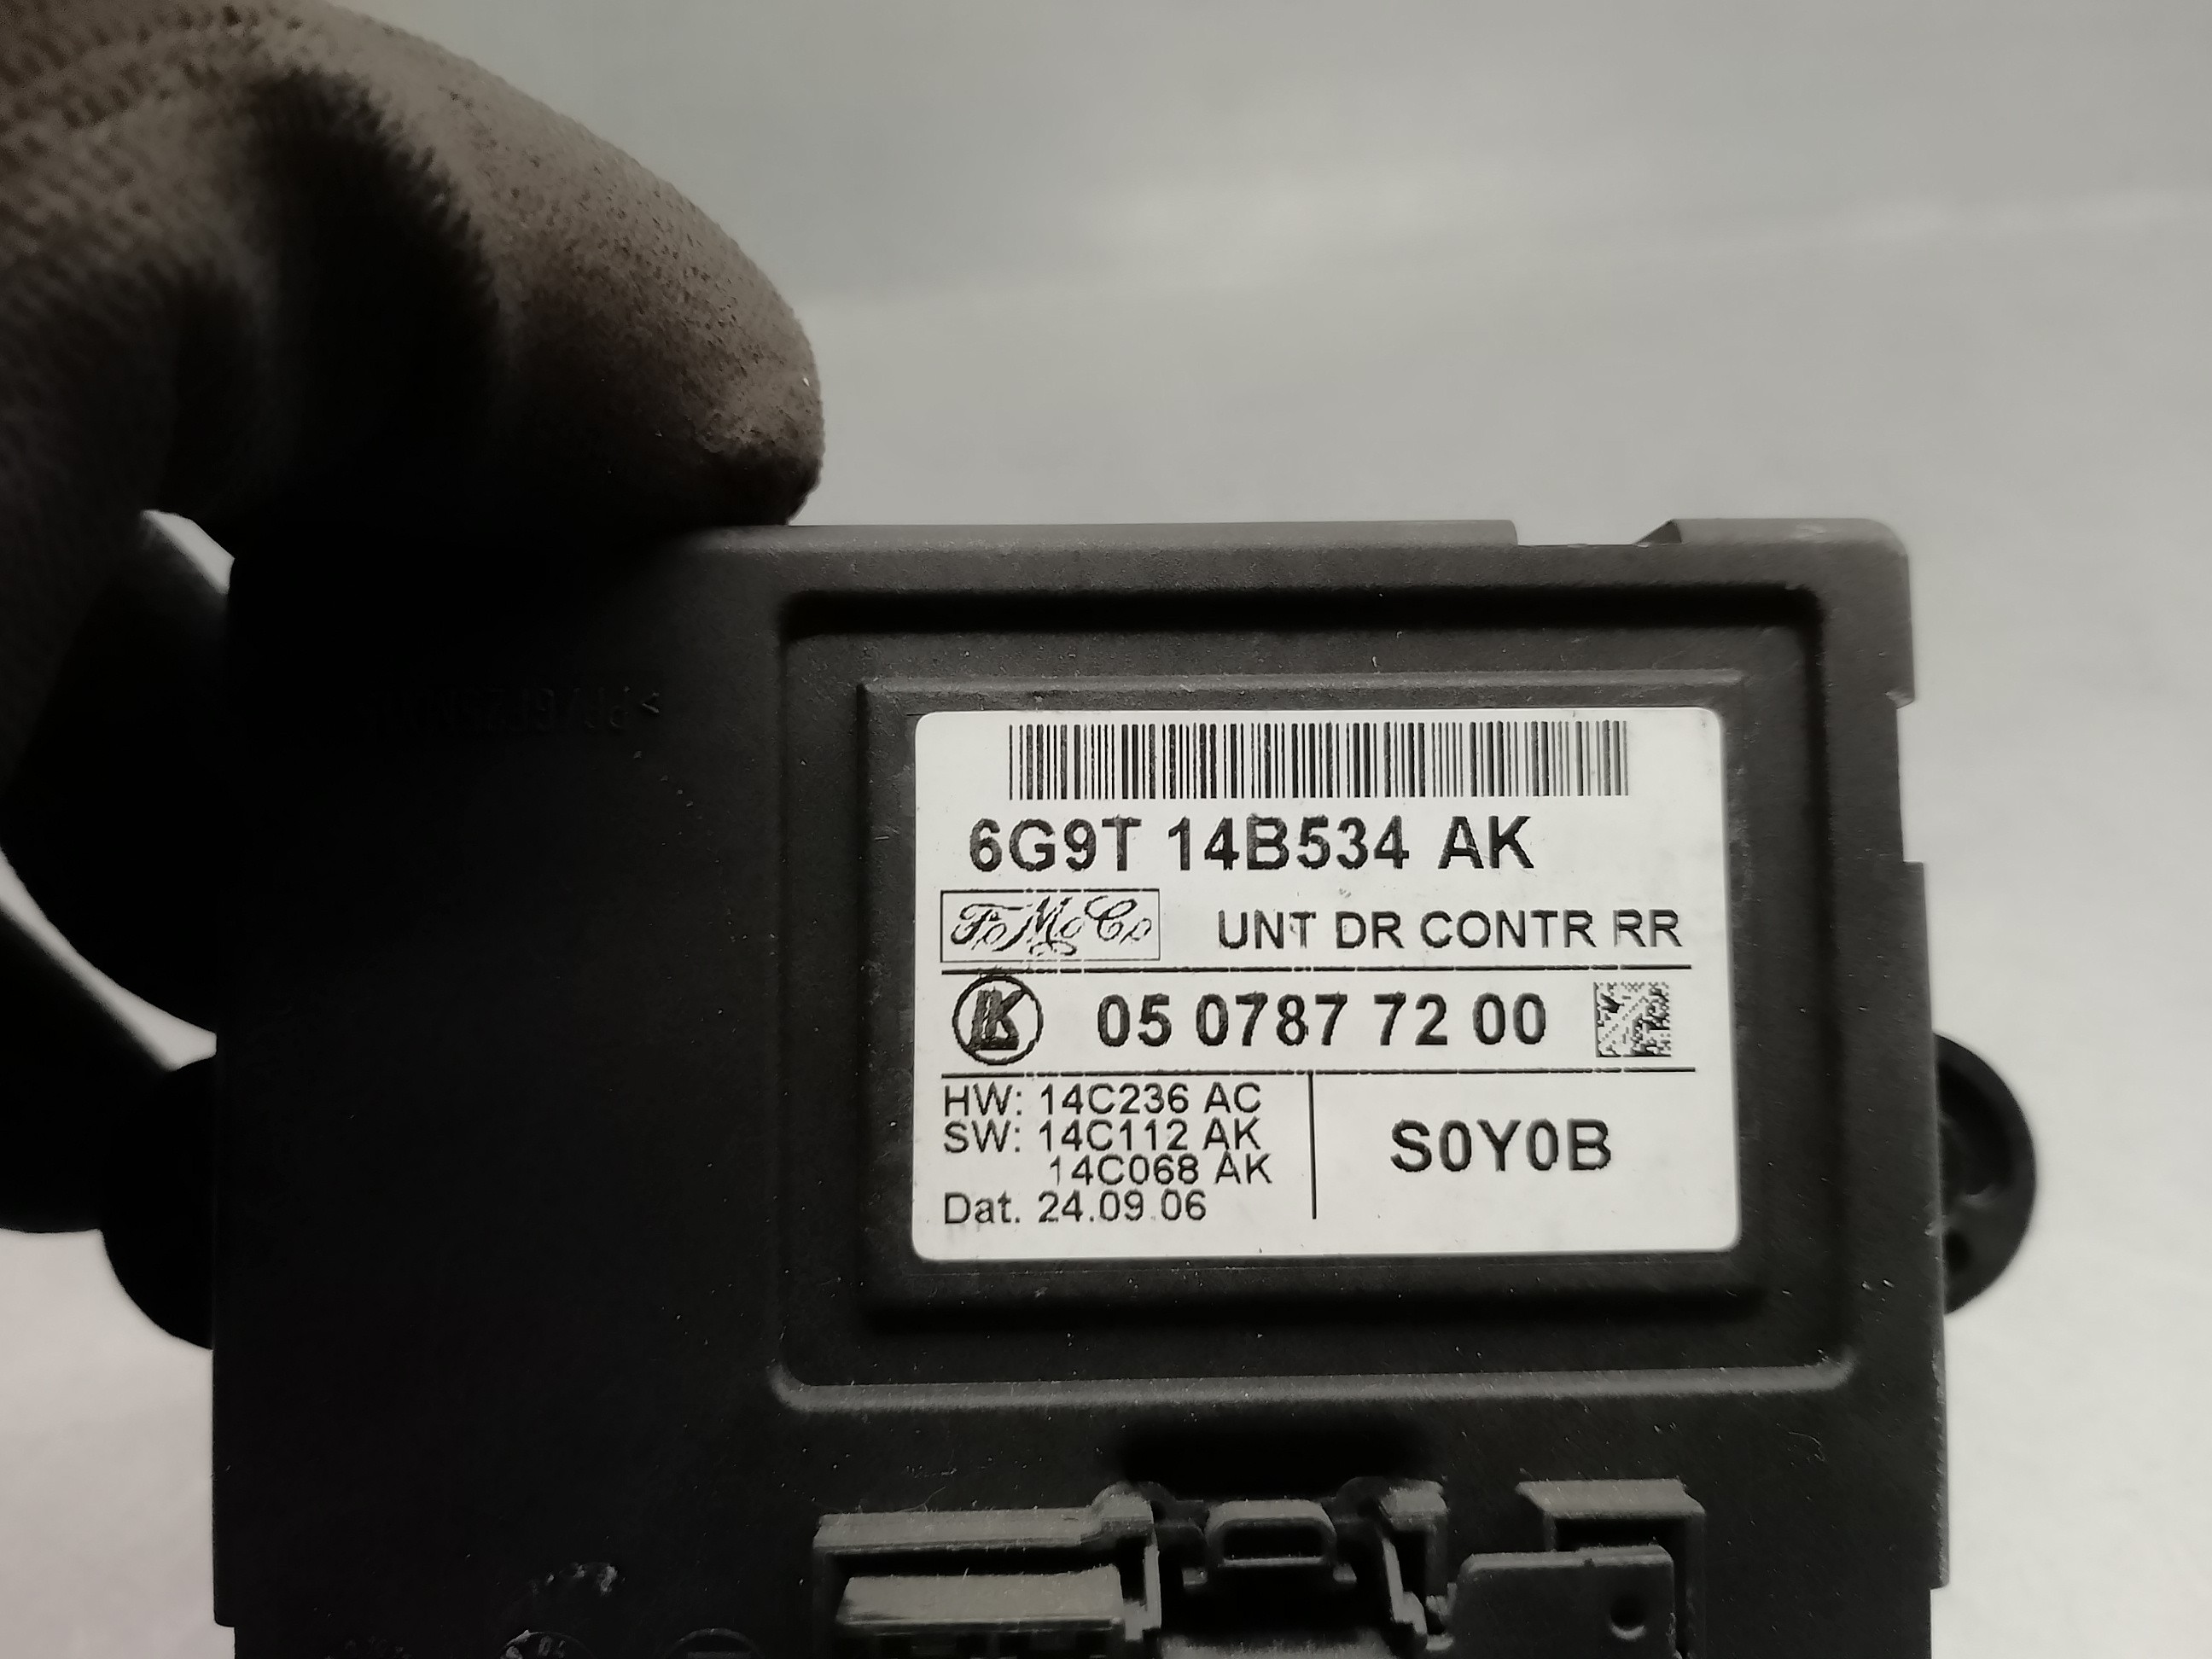 6G9T 14B534 AK
FoMoCo UNT DR CONTR RR
05 0787 72 00
HW: 14C236 AC
SW: 14C112 AK
14C068 AK
S0Y0B
Dat. 24.09.06